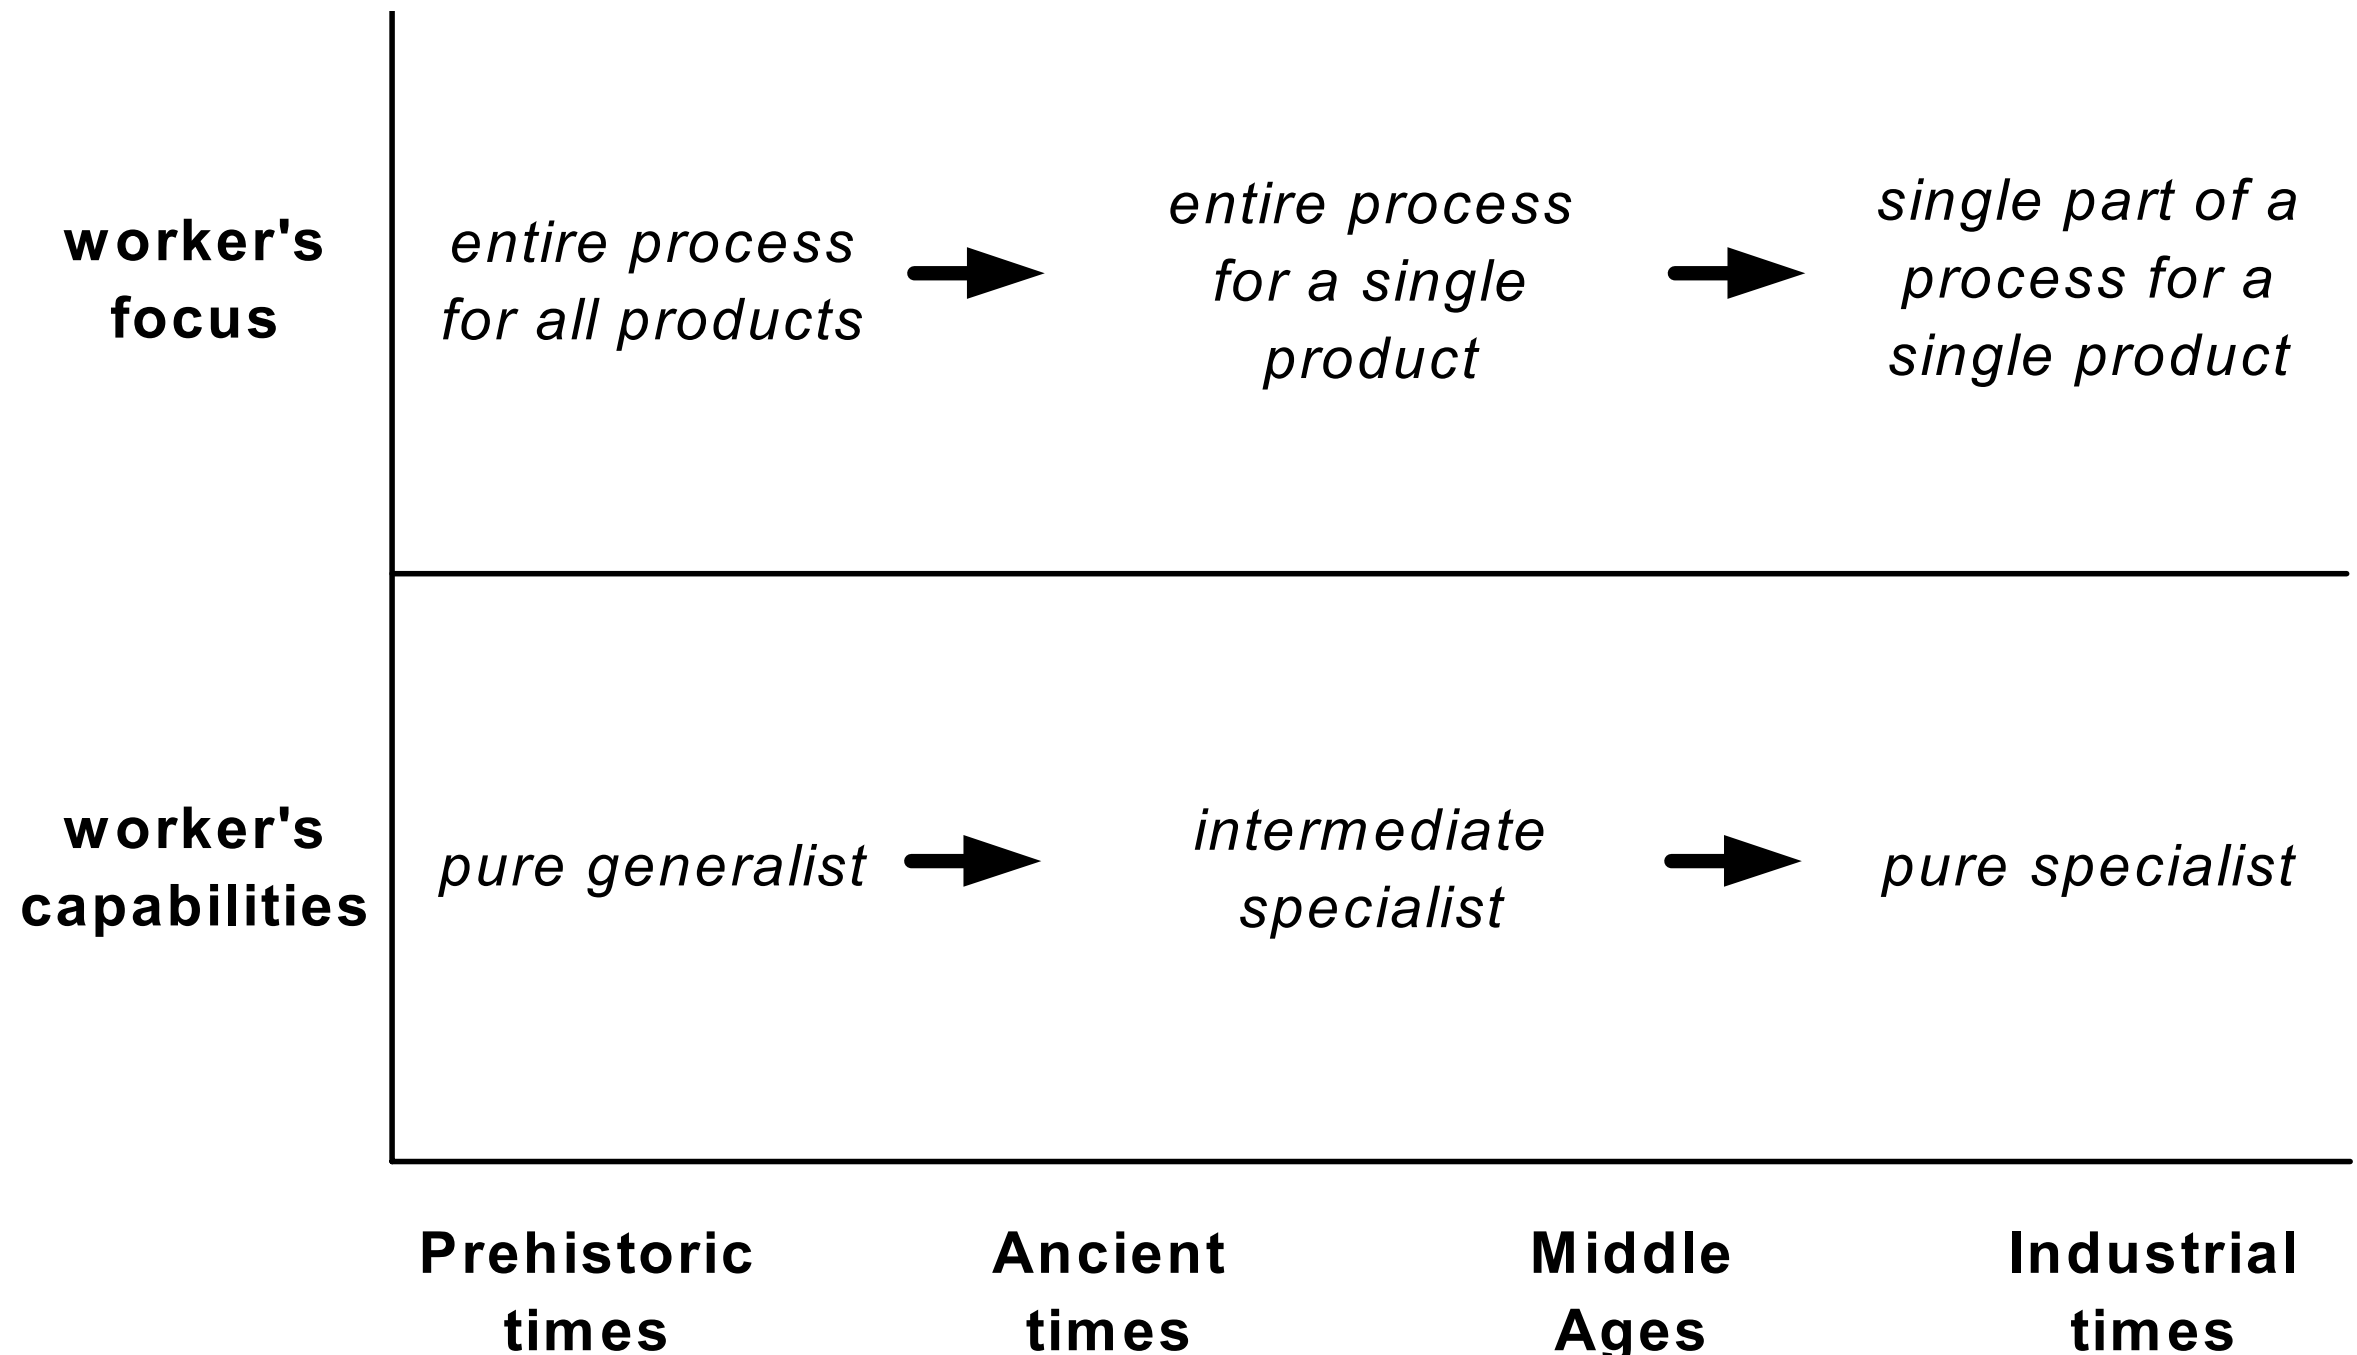 worker's
focus
entire process
for all products
entire process
for a single
product
single part of a
process for a
single product
worker's
capabilities
pure generalist
intermediate
specialist
pure specialist
Prehistoric
times
Ancient
times
Middle
Ages
Industrial
times